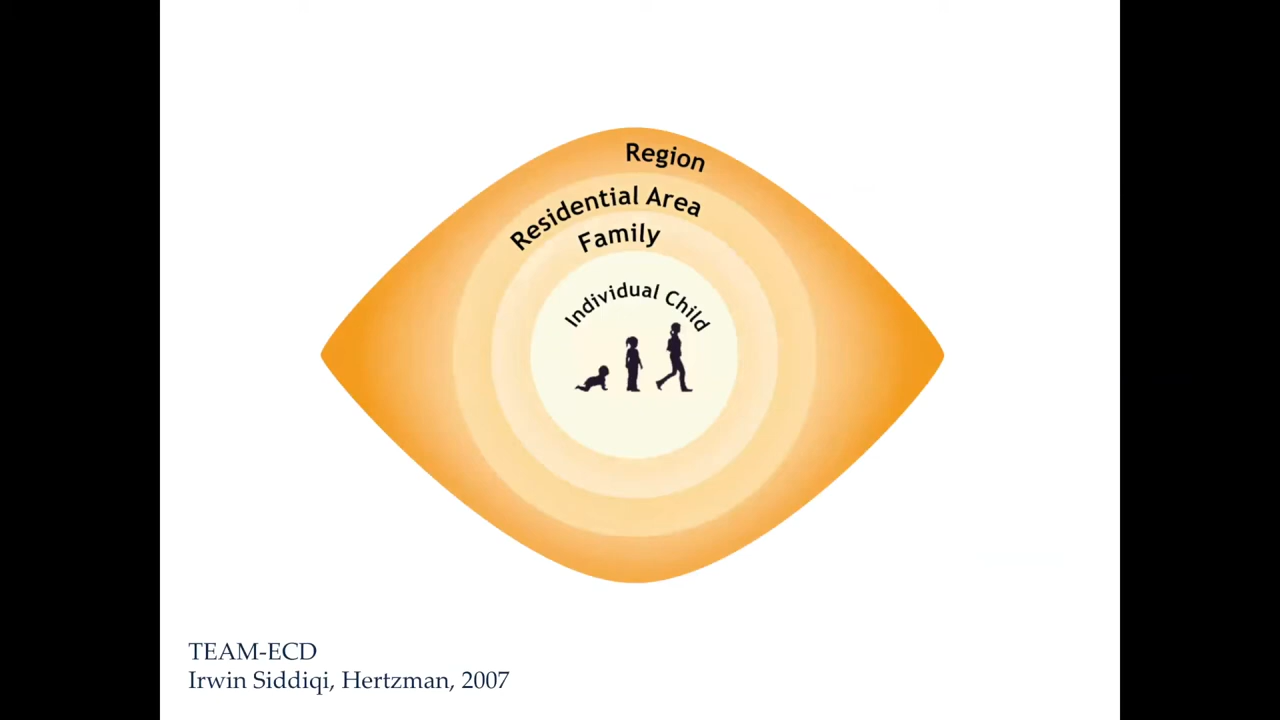 Region
Residential Area
Family
Individual Child
TEAM-ECD
Irwin Siddiqi, Hertzman, 2007